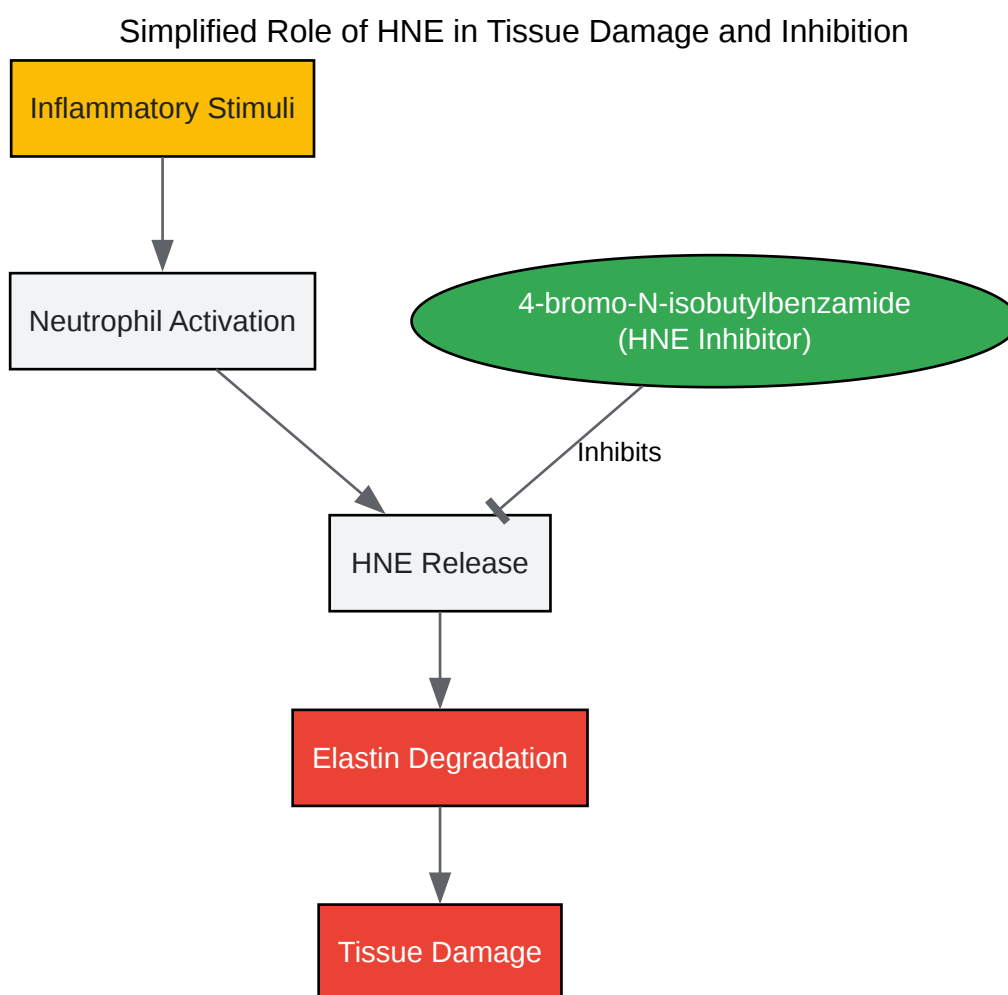 Simplified Role of HNE in Tissue Damage and Inhibition
Inflammatory Stimuli
Neutrophil Activation
4-bromo-N-isobutylbenzamide
(HNE Inhibitor)
Inhibits
HNE Release
Elastin Degradation
Tissue Damage